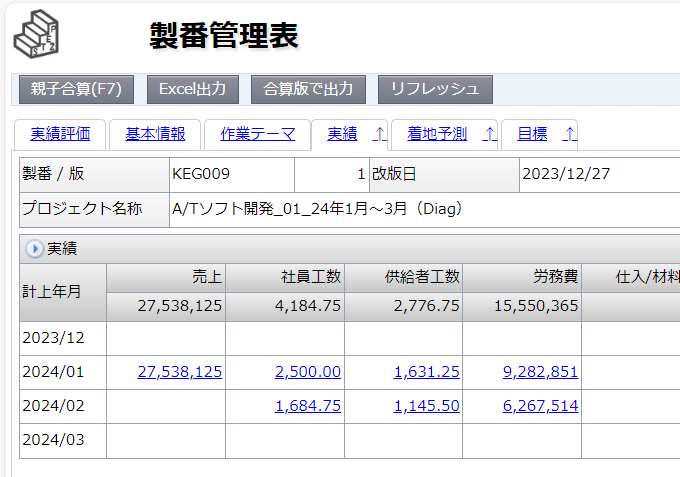 STEPZ
製番管理表
親子合算(F7) Excel出力 合算版で出力 リフレッシュ
実績評価 基本情報 作業テーマ 実績 ↑ 着地予測 ↑ 目標 ↑
製番 / 版 KEG009 1 改版日 2023/12/27
プロジェクト名称 A/Tソフト開発_01_24年1月～3月（Diag）
実績
計上年月 売上 社員工数 供給者工数 労務費 仕入/材料
27,538,125 4,184.75 2,776.75 15,550,365
2023/12
2024/01 27,538,125 2,500.00 1,631.25 9,282,851
2024/02 1,684.75 1,145.50 6,267,514
2024/03